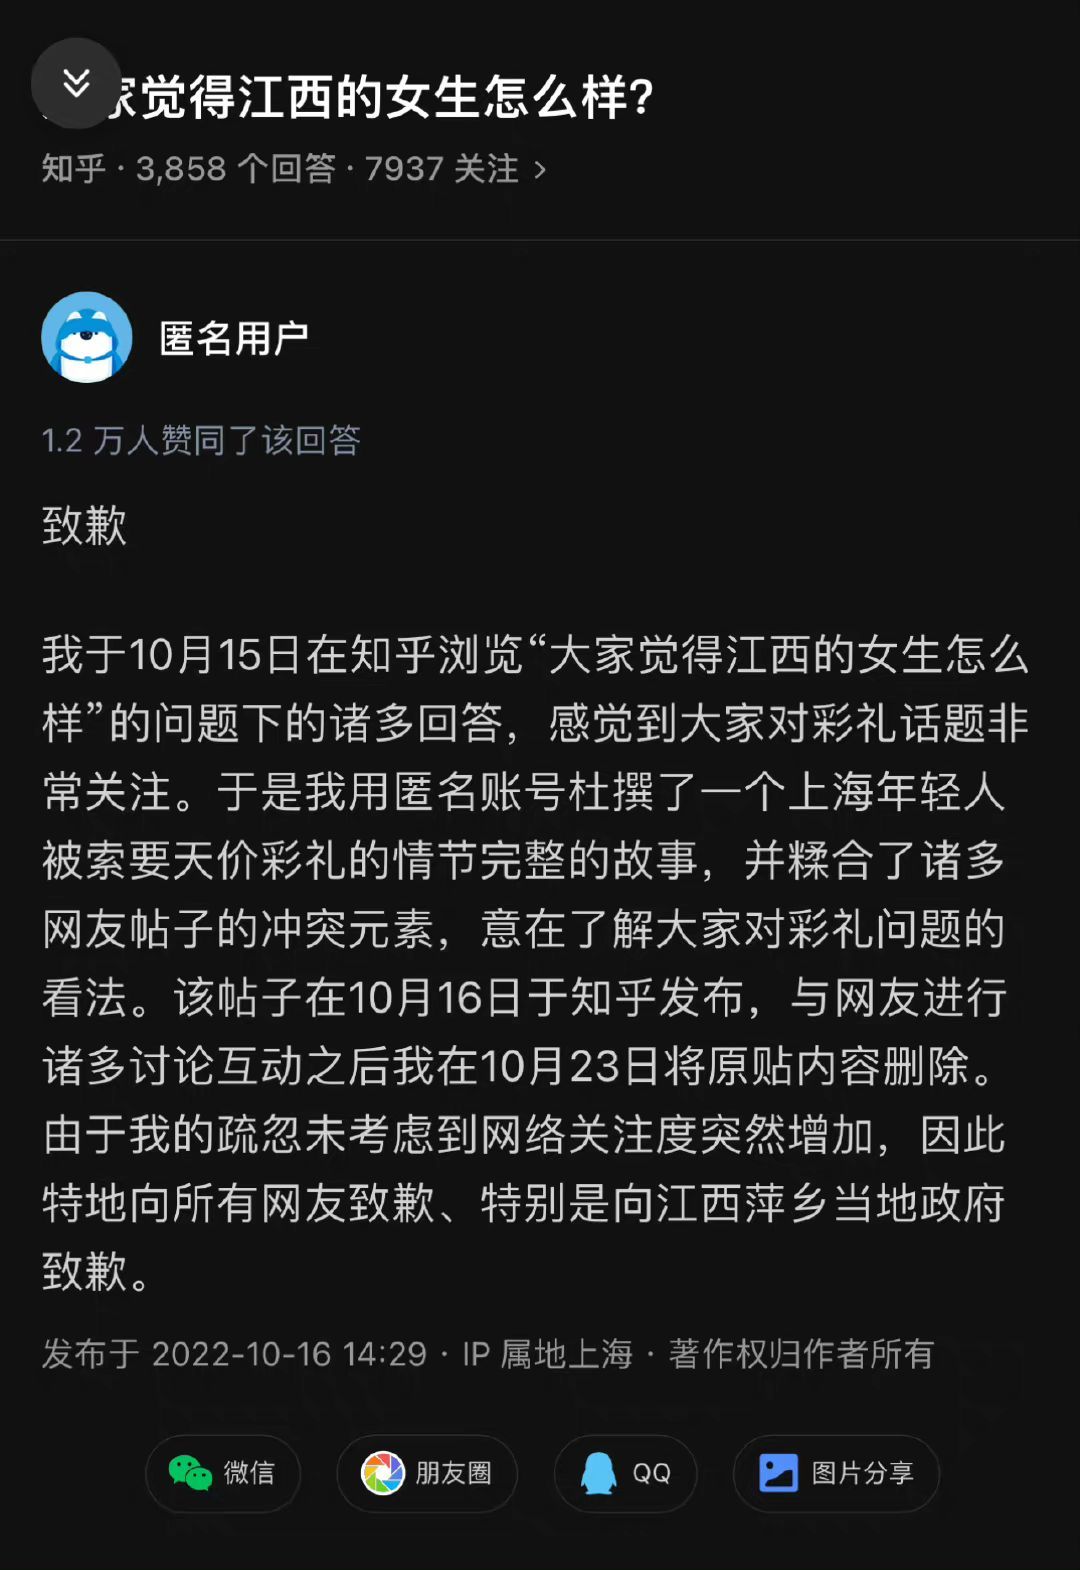 家觉得江西的女生怎么样?
知乎 · 3,858 个回答 · 7937 关注 >
匿名用户
1.2 万人赞同了该回答
致歉
我于10月15日在知乎浏览“大家觉得江西的女生怎么
样”的问题下的诸多回答，感觉到大家对彩礼话题非
常关注。于是我用匿名账号杜撰了一个上海年轻人
被索要天价彩礼的情节完整的故事，并糅合了诸多
网友帖子的冲突元素，意在了解大家对彩礼问题的
看法。该帖子在10月16日于知乎发布，与网友进行
诸多讨论互动之后我在10月23日将原贴内容删除。
由于我的疏忽未考虑到网络关注度突然增加，因此
特地向所有网友致歉、特别是向江西萍乡当地政府
致歉。
发布于 2022-10-16 14:29 · IP 属地上海 · 著作权归作者所有
微信 朋友圈 QQ 图片分享